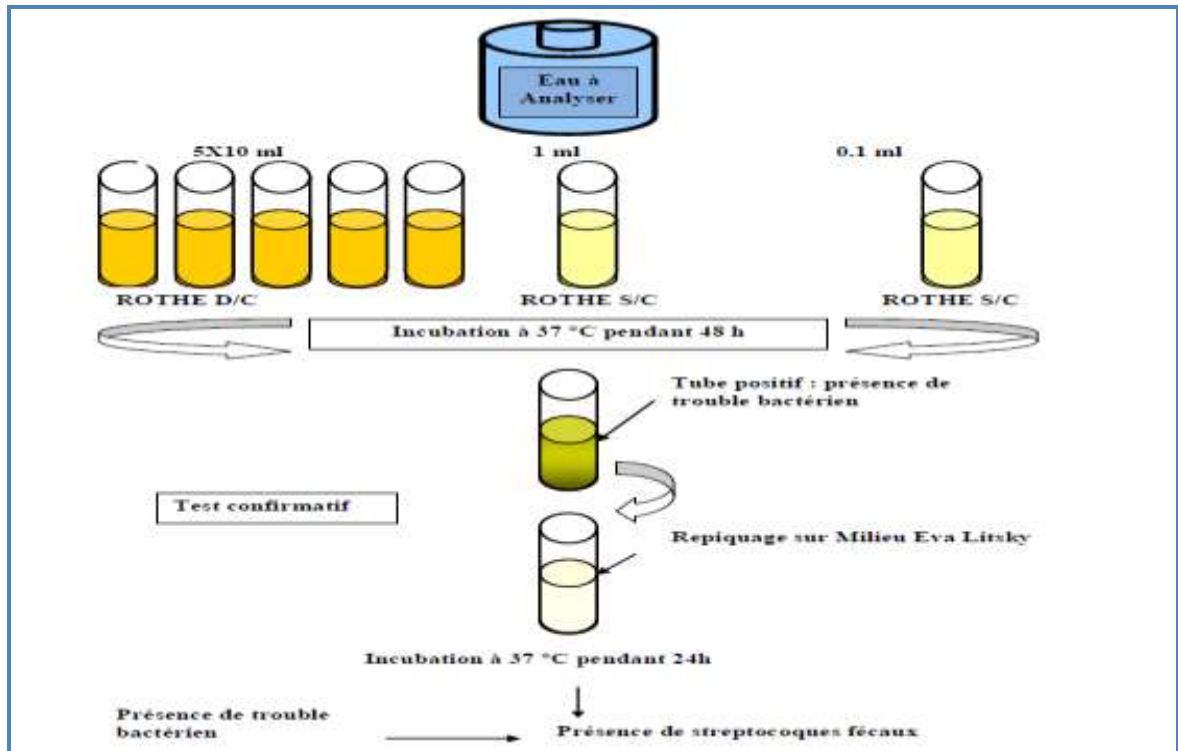 Eau à
Analyser
5X10 ml 1 ml 0.1 ml
ROTHE D/C ROTHE S/C ROTHE S/C
Incubation à 37 °C pendant 48 h
Tube positif : présence de
trouble bactérien
Test confirmatif
Repiquage sur Milieu Eva Litsky
Incubation à 37 °C pendant 24h
Présence de trouble
bactérien
Présence de streptocoques fécaux